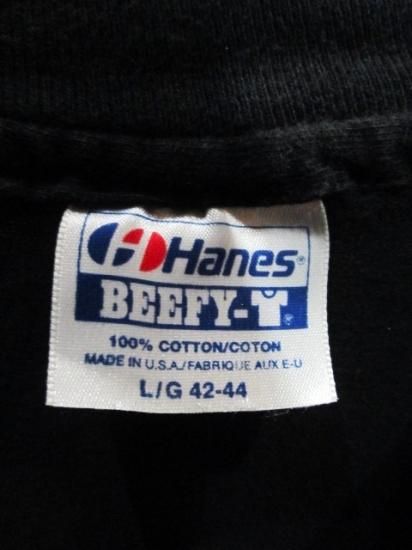 Hanes®
BEEFY-T®
100% COTTON/COTON
MADE IN U.S.A./FABRIQUE AUX E-U
L/G 42-44